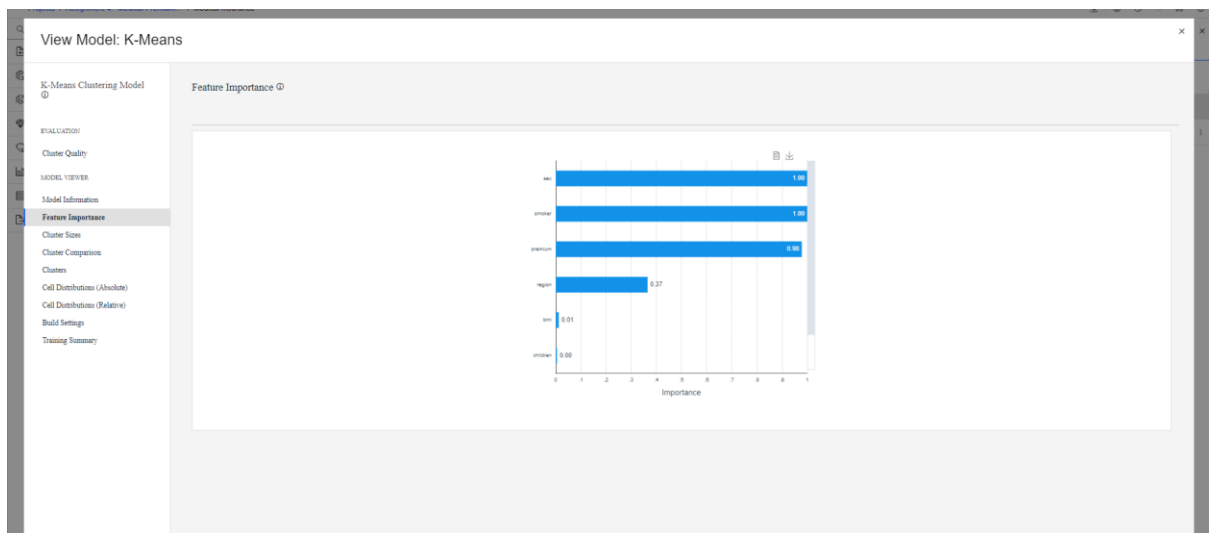 View Model: K-Means
K-Means Clustering Model
EVALUATION
Cluster Quality
MODEL VIEWER
Model Information
Feature Importance
Cluster Sizes
Cluster Comparison
Clusters
Cell Distributions (Absolute)
Cell Distributions (Relative)
Build Settings
Training Summary
Feature Importance
sex 1.00
smoker 1.00
premium 0.98
region 0.37
bmi 0.01
children 0.00
0 .1 .2 .3 .4 .5 .6 .7 .8 .9 1
Importance